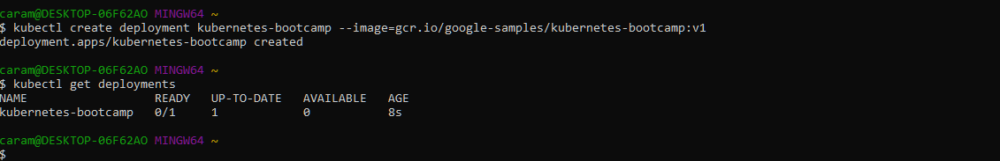 caram@DESKTOP-06F62AO MINGW64 ~
$ kubectl create deployment kubernetes-bootcamp --image=gcr.io/google-samples/kubernetes-bootcamp:v1
deployment.apps/kubernetes-bootcamp created
caram@DESKTOP-06F62AO MINGW64 ~
$ kubectl get deployments
NAME READY UP-TO-DATE AVAILABLE AGE
kubernetes-bootcamp 0/1 1 0 8s
caram@DESKTOP-06F62AO MINGW64 ~
$